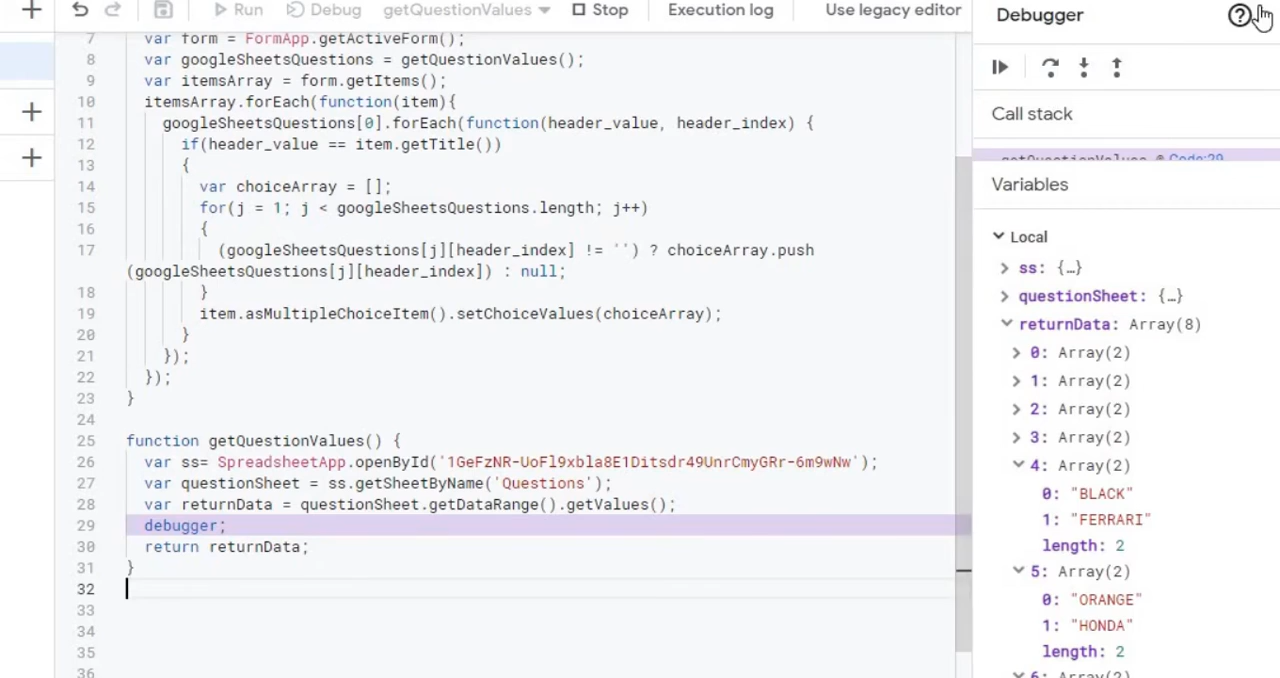 Run Debug getQuestionValues Stop Execution log Use legacy editor
7 var form = FormApp.getActiveForm();
8 var googleSheetsQuestions = getQuestionValues();
9 var itemsArray = form.getItems();
10 itemsArray.forEach(function(item){
11 googleSheetsQuestions[0].forEach(function(header_value, header_index) {
12 if(header_value == item.getTitle())
13 {
14 var choiceArray = [];
15 for(j = 1; j < googleSheetsQuestions.length; j++)
16 {
17 (googleSheetsQuestions[j][header_index] != '') ? choiceArray.push
(googleSheetsQuestions[j][header_index]) : null;
18 }
19 item.asMultipleChoiceItem().setChoiceValues(choiceArray);
20 }
21 });
22 });
23 }
24
25 function getQuestionValues() {
26 var ss= SpreadsheetApp.openById('1GeFzNR-UoFl9xbla8E1Ditsdr49UnrCmyGRr-6m9wNw');
27 var questionSheet = ss.getSheetByName('Questions');
28 var returnData = questionSheet.getDataRange().getValues();
29 debugger;
30 return returnData;
31 }
32
33
34
35
36
Debugger
Call stack
getQuestionValues @ Code:29
Variables
Local
ss: {…}
questionSheet: {…}
returnData: Array(8)
0: Array(2)
1: Array(2)
2: Array(2)
3: Array(2)
4: Array(2)
0: "BLACK"
1: "FERRARI"
length: 2
5: Array(2)
0: "ORANGE"
1: "HONDA"
length: 2
6: Array(2)